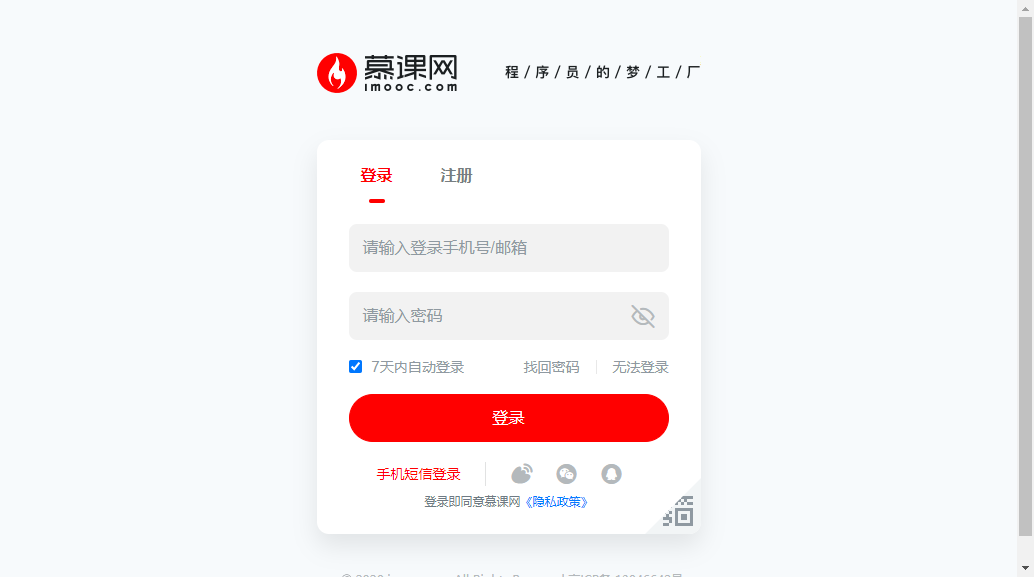 慕课网
imooc.com
程/序/员/的/梦/工/厂
登录 注册
请输入登录手机号/邮箱
请输入密码
7天内自动登录 找回密码 无法登录
登录
手机短信登录
登录即同意慕课网《隐私政策》